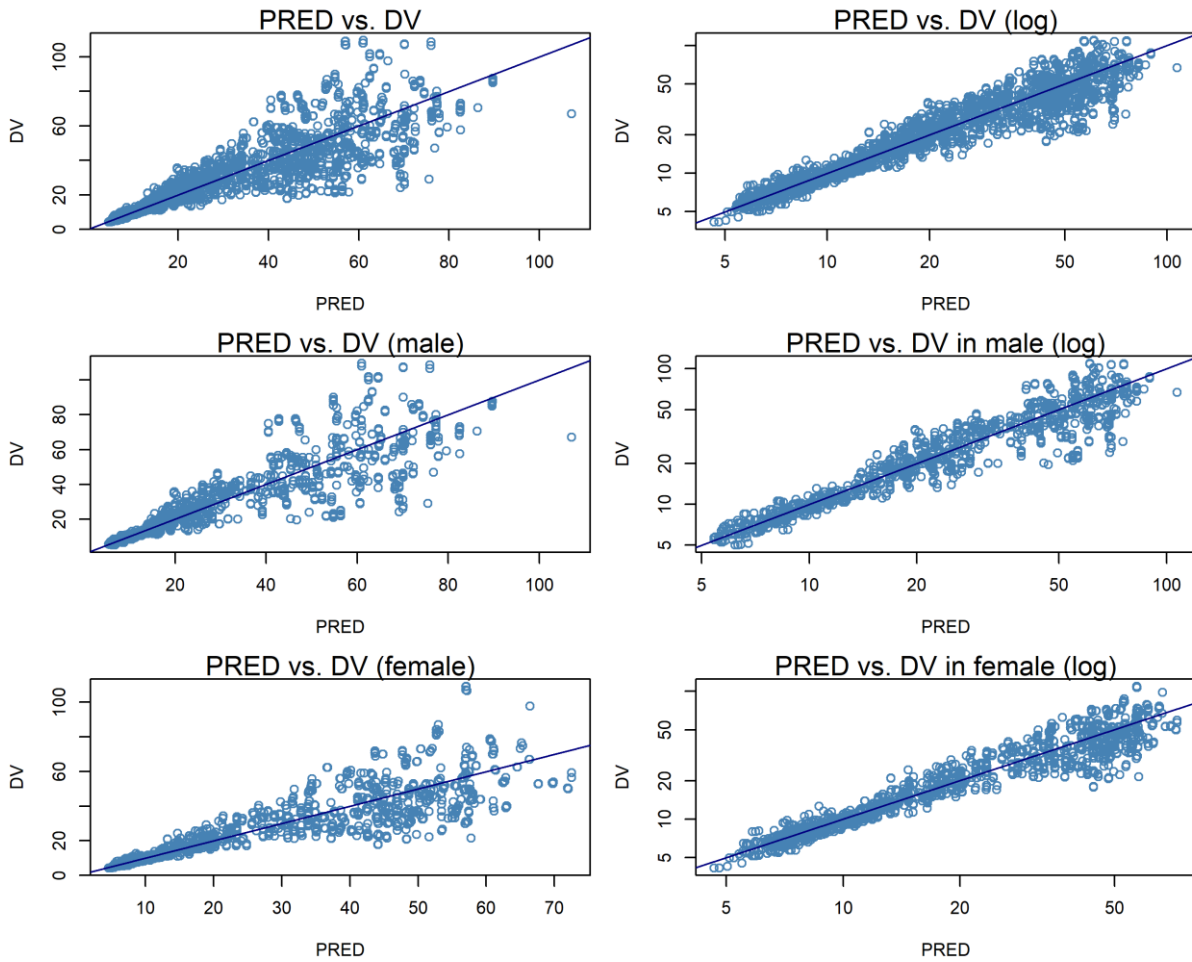 PRED vs. DV
DV
0 20 60 100
20 40 60 80 100
PRED
PRED vs. DV (log)
DV
5 10 20 50
5 10 20 50 100
PRED
PRED vs. DV (male)
DV
20 40 60 80
20 40 60 80 100
PRED
PRED vs. DV in male (log)
DV
5 10 20 50 100
5 10 20 50 100
PRED
PRED vs. DV (female)
DV
0 20 60 100
10 20 30 40 50 60 70
PRED
PRED vs. DV in female (log)
DV
5 10 20 50
5 10 20 50
PRED